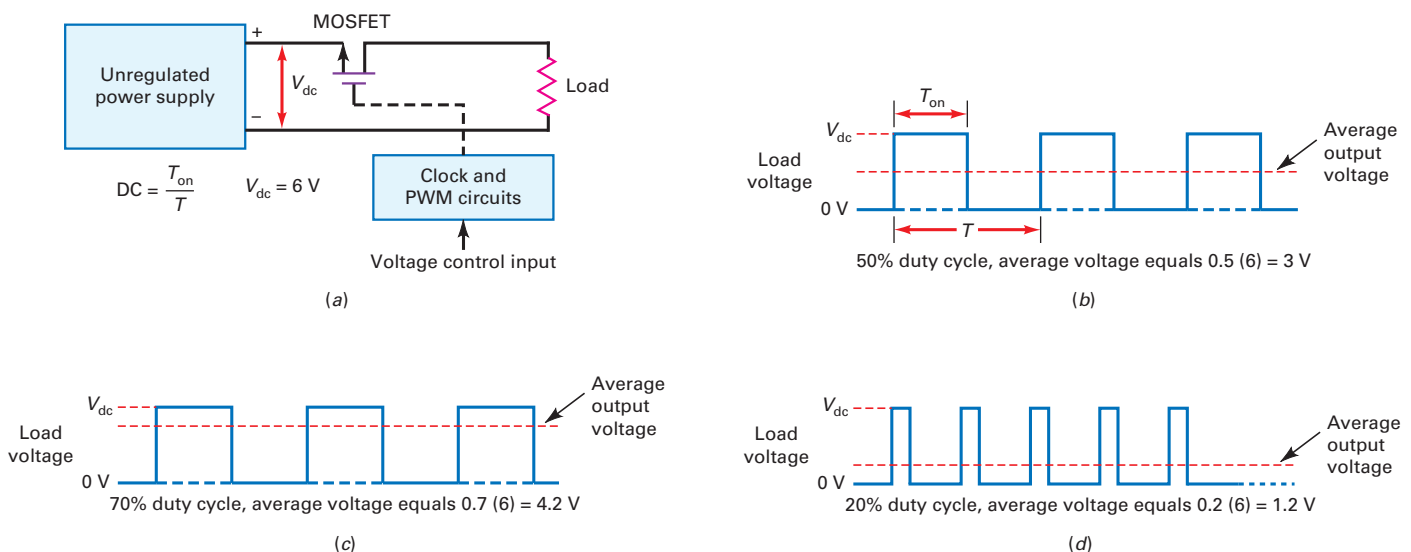 MOSFET
+
Unregulated
power supply
V_dc
Load
−
DC = T_on / T
V_dc = 6 V
Clock and
PWM circuits
Voltage control input
(a)
T_on
V_dc
Load
voltage
0 V
Average
output
voltage
T
50% duty cycle, average voltage equals 0.5 (6) = 3 V
(b)
V_dc
Load
voltage
0 V
Average
output
voltage
70% duty cycle, average voltage equals 0.7 (6) = 4.2 V
(c)
V_dc
Load
voltage
0 V
Average
output
voltage
20% duty cycle, average voltage equals 0.2 (6) = 1.2 V
(d)